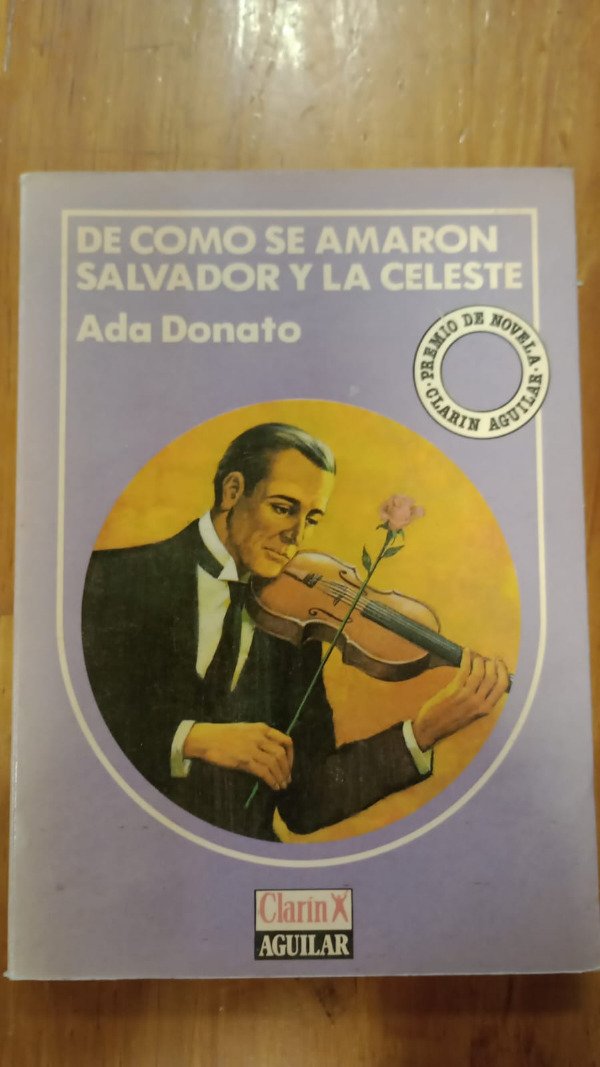 DE COMO SE AMARON
SALVADOR Y LA CELESTE
Ada Donato
· PREMIO DE NOVELA ·
CLARIN AGUILAR
Clarín
AGUILAR